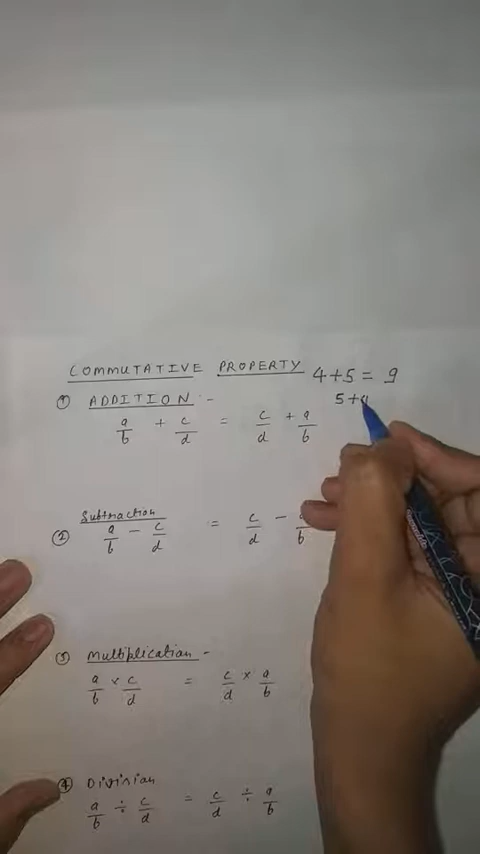 COMMUTATIVE PROPERTY 4+5 = 9
① ADDITION :- 5+
a/b + c/d = c/d + a/b
Subtraction
② a/b - c/d = c/d - /b
③ Multiplication -
a/b × c/d = c/d × a/b
④ Division
a/b ÷ c/d = c/d ÷ a/b